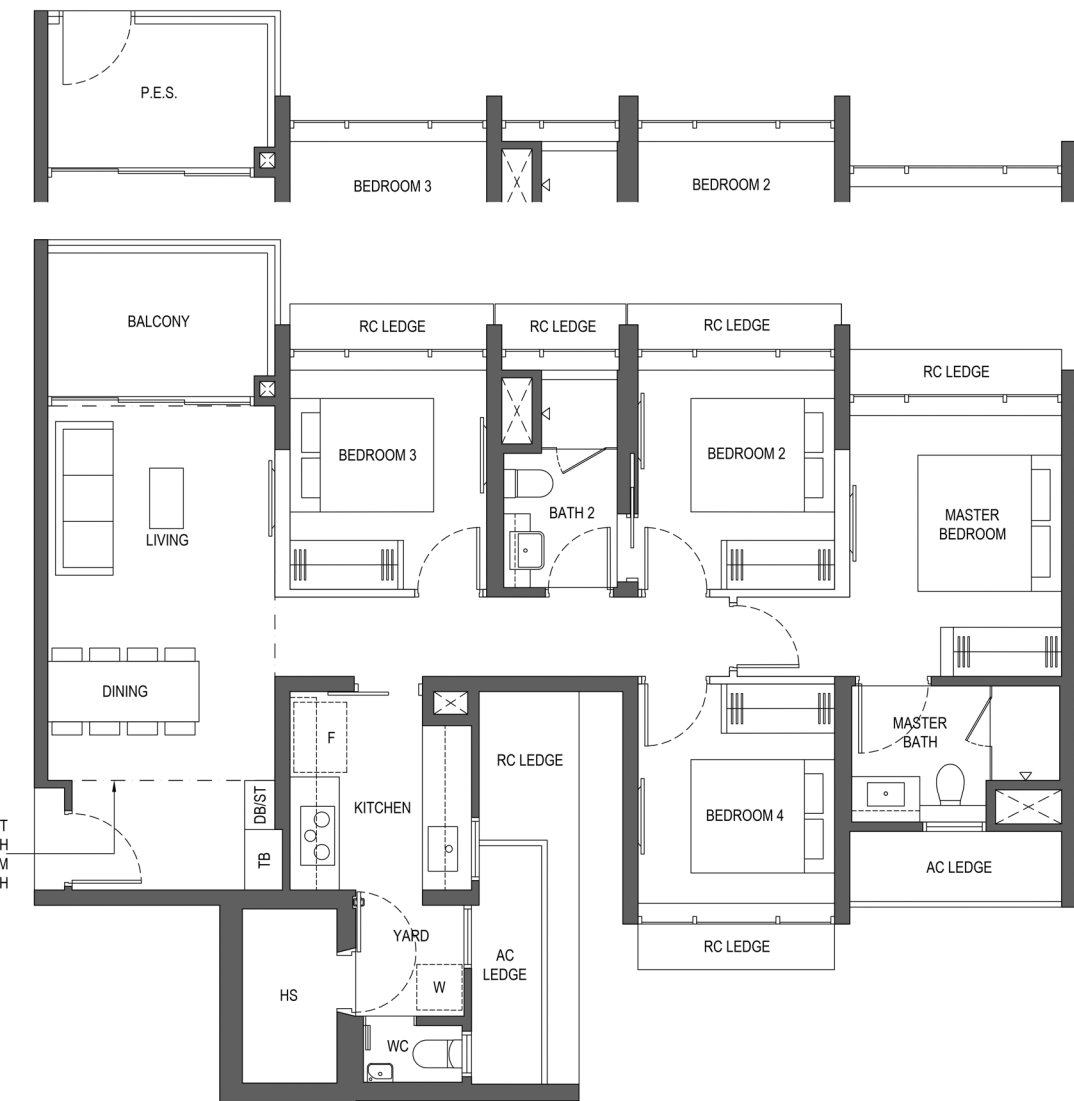 P.E.S.
BEDROOM 3
BEDROOM 2
BALCONY
RC LEDGE
RC LEDGE
RC LEDGE
RC LEDGE
BEDROOM 3
BEDROOM 2
BATH 2
MASTER
BEDROOM
LIVING
DINING
F
MASTER
BATH
RC LEDGE
KITCHEN
DB/ST
TB
BEDROOM 4
AC LEDGE
T
H
M
H
YARD
RC LEDGE
AC
LEDGE
W
HS
WC